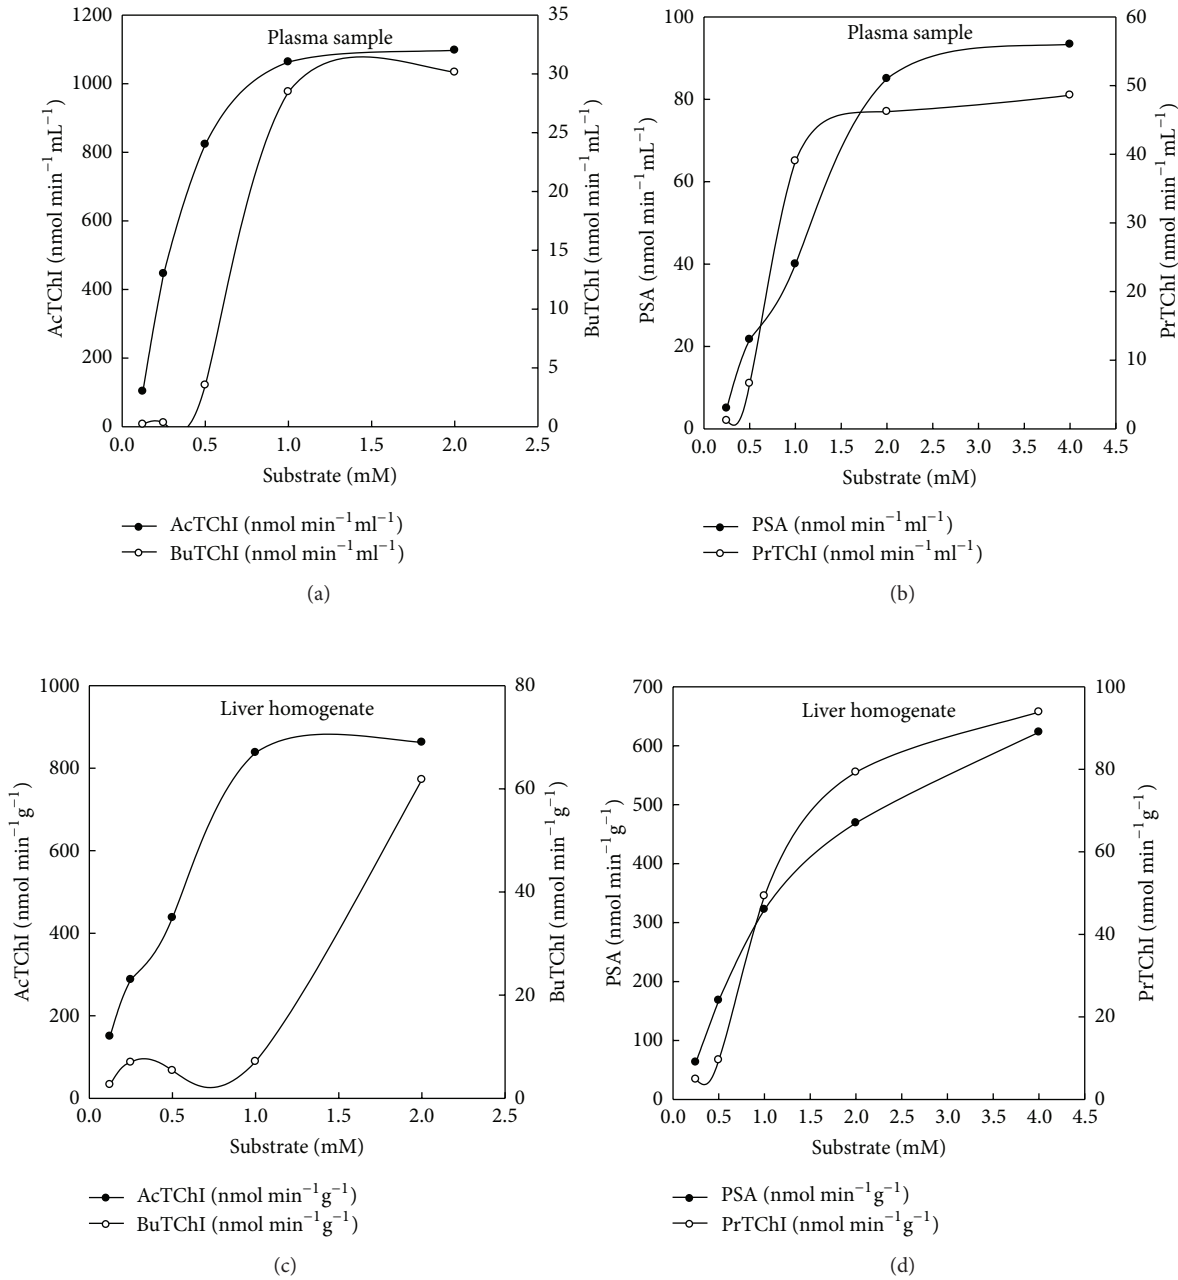 Plasma sample
AcTChI (nmol min⁻¹mL⁻¹)
1200
1000
800
600
400
200
0
BuTChI (nmol min⁻¹mL⁻¹)
35
30
25
20
15
10
5
0
0.0 0.5 1.0 1.5 2.0 2.5
Substrate (mM)
AcTChI (nmol min⁻¹ml⁻¹)
BuTChI (nmol min⁻¹ml⁻¹)
(a)
Plasma sample
PSA (nmol min⁻¹mL⁻¹)
100
80
60
40
20
0
PrTChI (nmol min⁻¹mL⁻¹)
60
50
40
30
20
10
0
0.0 0.5 1.0 1.5 2.0 2.5 3.0 3.5 4.0 4.5
Substrate (mM)
PSA (nmol min⁻¹ml⁻¹)
PrTChI (nmol min⁻¹ml⁻¹)
(b)
Liver homogenate
AcTChI (nmol min⁻¹g⁻¹)
1000
800
600
400
200
0
BuTChI (nmol min⁻¹g⁻¹)
80
60
40
20
0
0.0 0.5 1.0 1.5 2.0 2.5
Substrate (mM)
AcTChI (nmol min⁻¹g⁻¹)
BuTChI (nmol min⁻¹g⁻¹)
(c)
Liver homogenate
PSA (nmol min⁻¹g⁻¹)
700
600
500
400
300
200
100
0
PrTChI (nmol min⁻¹g⁻¹)
100
80
60
40
20
0
0.0 0.5 1.0 1.5 2.0 2.5 3.0 3.5 4.0 4.5
Substrate (mM)
PSA (nmol min⁻¹g⁻¹)
PrTChI (nmol min⁻¹g⁻¹)
(d)